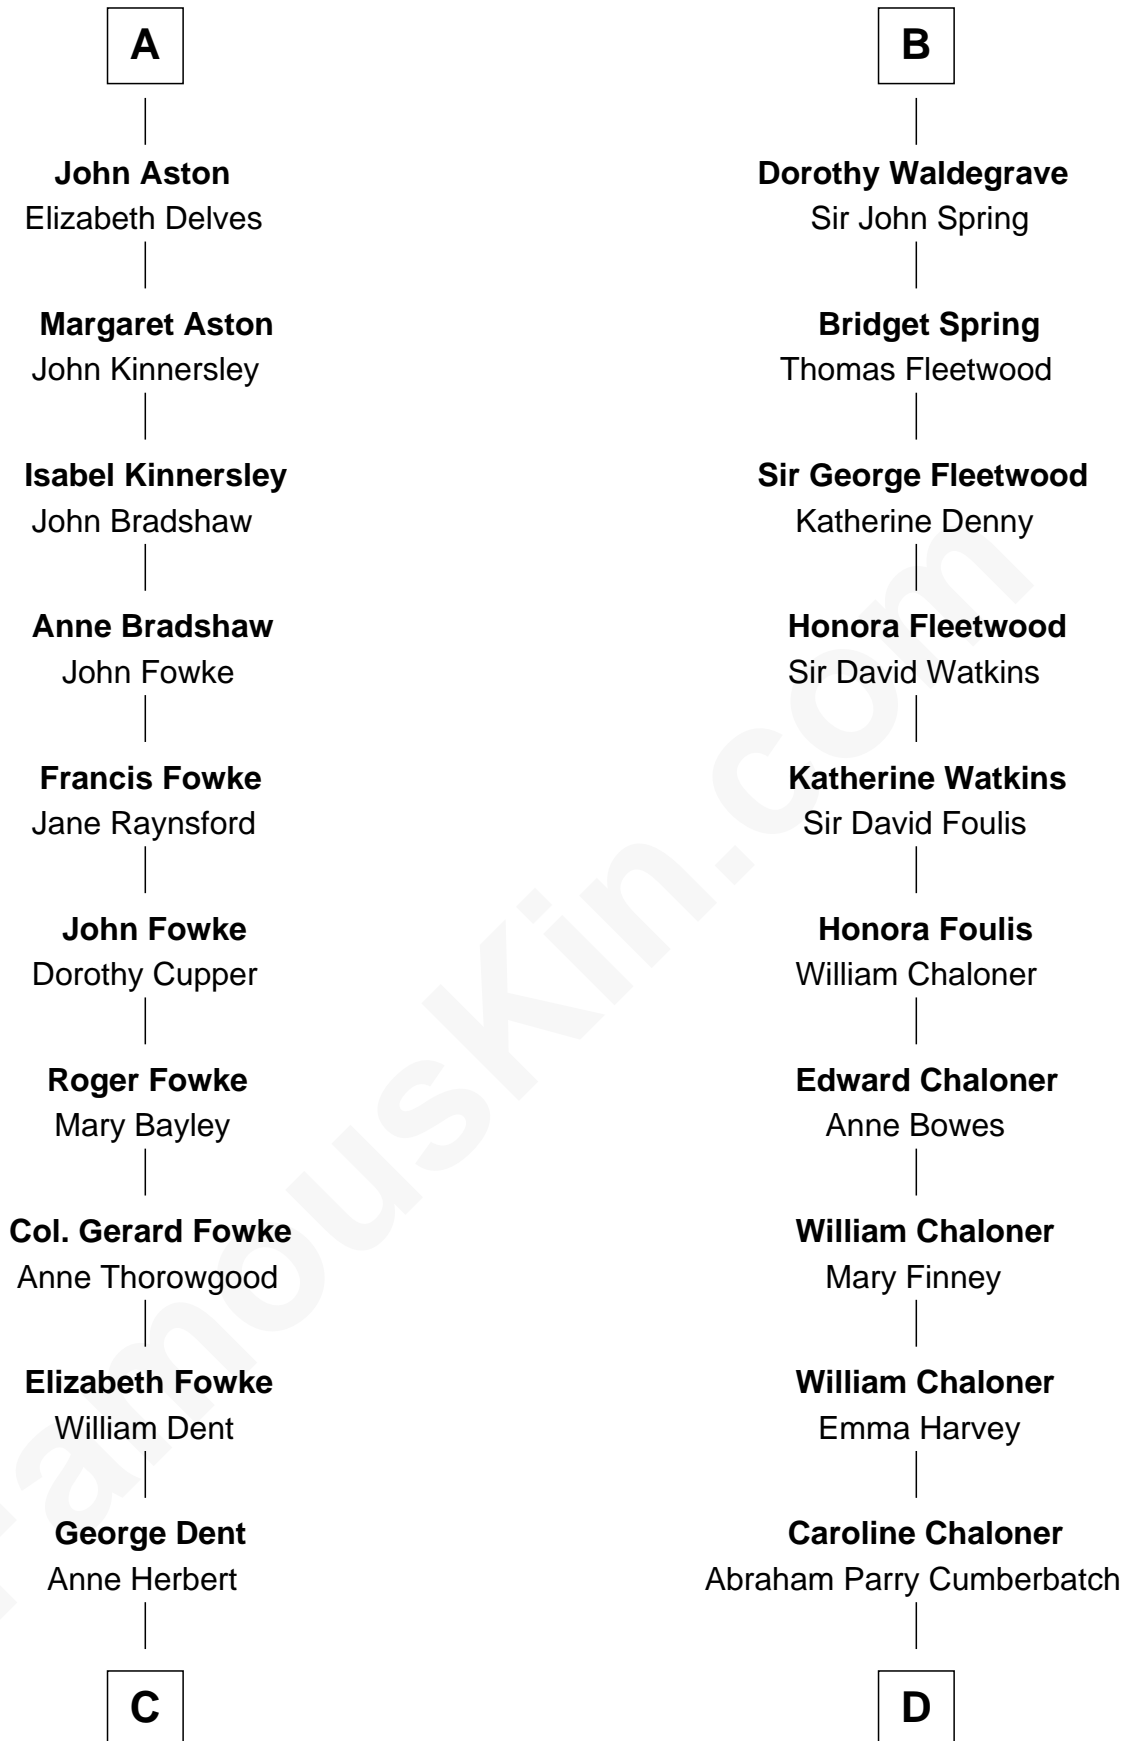 A
John Aston
Elizabeth Delves
Margaret Aston
John Kinnersley
Isabel Kinnersley
John Bradshaw
Anne Bradshaw
John Fowke
Francis Fowke
Jane Raynsford
John Fowke
Dorothy Cupper
Roger Fowke
Mary Bayley
Col. Gerard Fowke
Anne Thorowgood
Elizabeth Fowke
William Dent
George Dent
Anne Herbert
C
B
Dorothy Waldegrave
Sir John Spring
Bridget Spring
Thomas Fleetwood
Sir George Fleetwood
Katherine Denny
Honora Fleetwood
Sir David Watkins
Katherine Watkins
Sir David Foulis
Honora Foulis
William Chaloner
Edward Chaloner
Anne Bowes
William Chaloner
Mary Finney
William Chaloner
Emma Harvey
Caroline Chaloner
Abraham Parry Cumberbatch
D
FamousKin.com